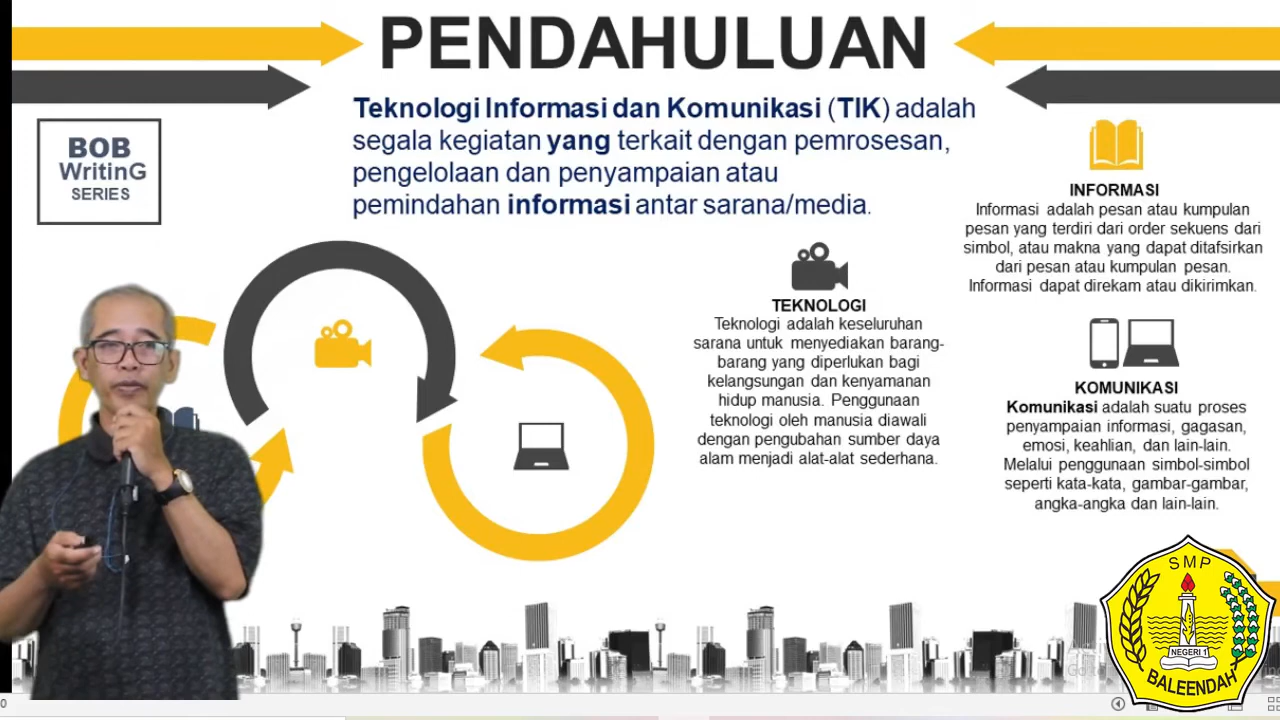 PENDAHULUAN
Teknologi Informasi dan Komunikasi (TIK) adalah
segala kegiatan yang terkait dengan pemrosesan,
pengelolaan dan penyampaian atau
pemindahan informasi antar sarana/media.
BOB
WritinG
SERIES
TEKNOLOGI
Teknologi adalah keseluruhan
sarana untuk menyediakan barang-
barang yang diperlukan bagi
kelangsungan dan kenyamanan
hidup manusia. Penggunaan
teknologi oleh manusia diawali
dengan pengubahan sumber daya
alam menjadi alat-alat sederhana.
INFORMASI
Informasi adalah pesan atau kumpulan
pesan yang terdiri dari order sekuens dari
simbol, atau makna yang dapat ditafsirkan
dari pesan atau kumpulan pesan.
Informasi dapat direkam atau dikirimkan.
KOMUNIKASI
Komunikasi adalah suatu proses
penyampaian informasi, gagasan,
emosi, keahlian, dan lain-lain.
Melalui penggunaan simbol-simbol
seperti kata-kata, gambar-gambar,
angka-angka dan lain-lain.
SMP
NEGERI 1
BALEENDAH